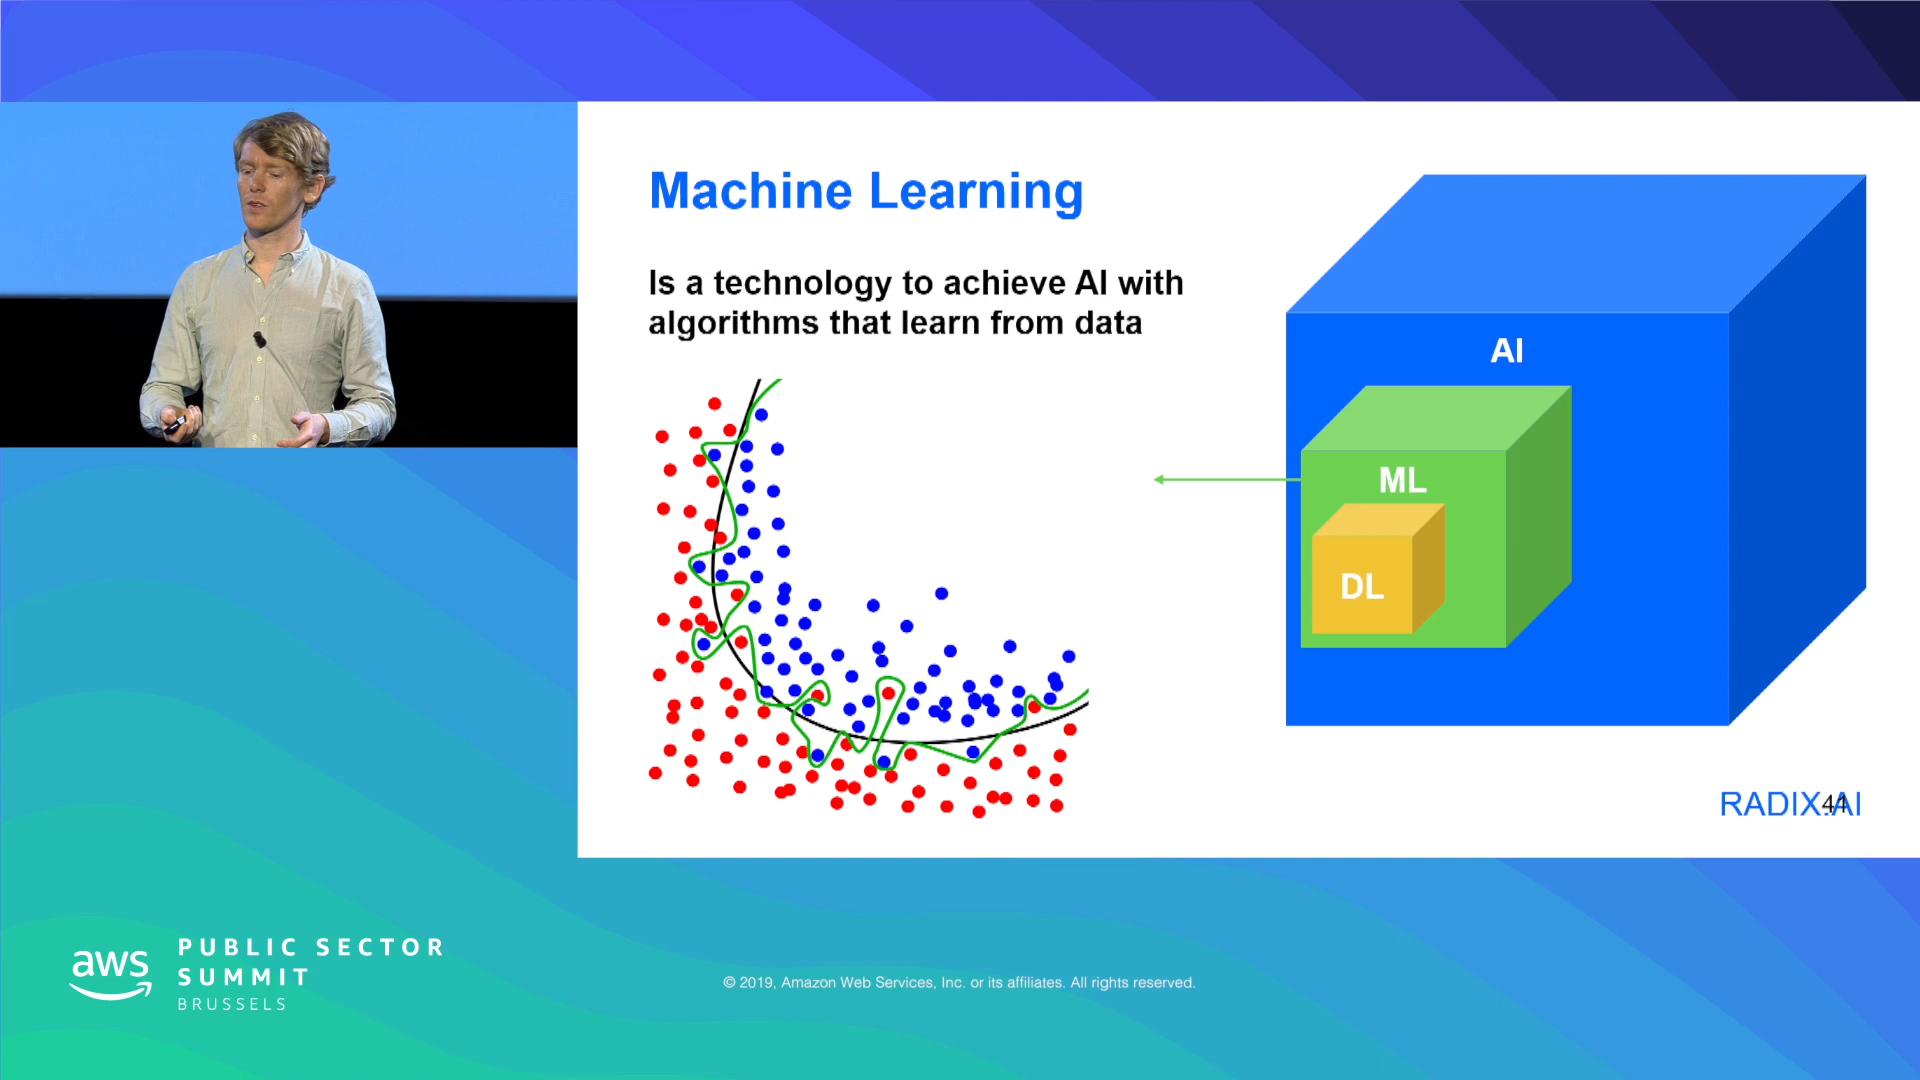 Machine Learning
Is a technology to achieve AI with
algorithms that learn from data
AI
ML
DL
RADIX.AI
41
aws
PUBLIC SECTOR
SUMMIT
BRUSSELS
© 2019, Amazon Web Services, Inc. or its affiliates. All rights reserved.